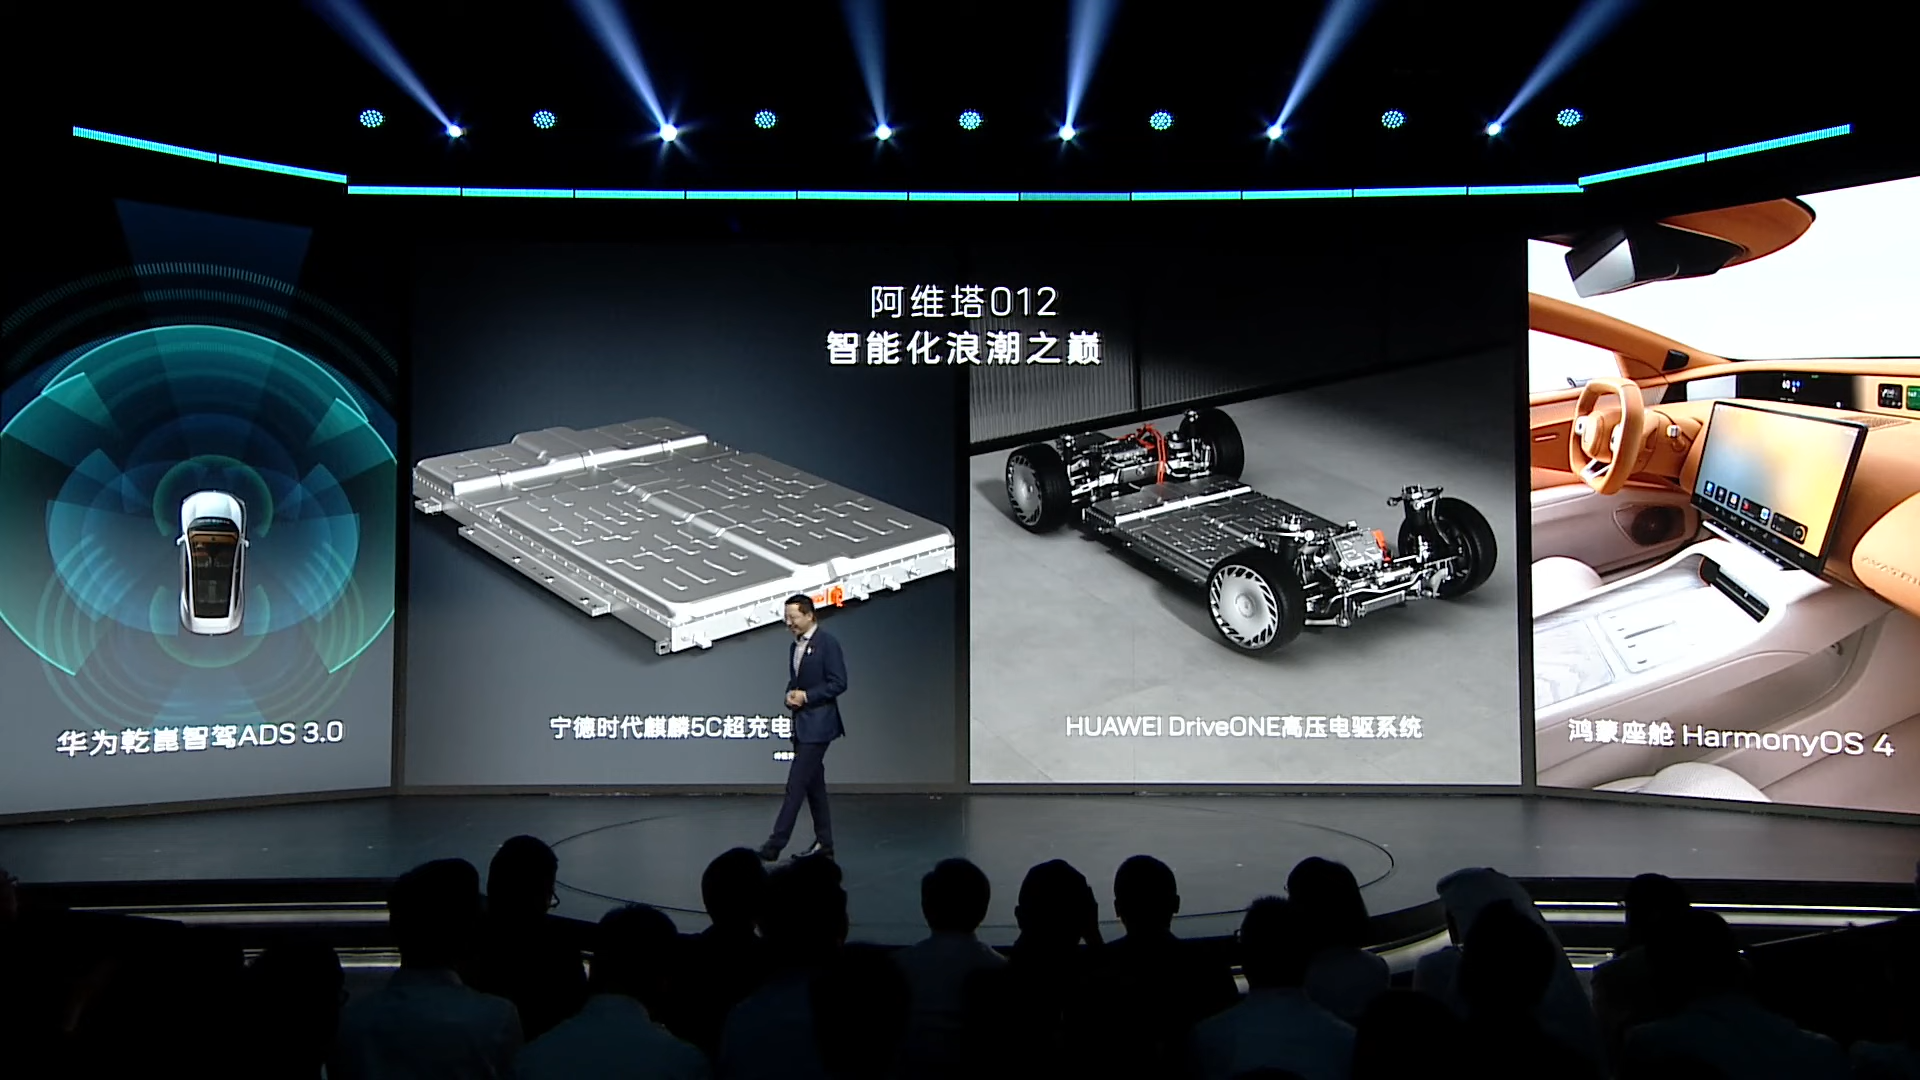 阿维塔012
智能化浪潮之巅
华为乾崑智驾ADS 3.0
宁德时代麒麟5C超充电
HUAWEI DriveONE高压电驱系统
鸿蒙座舱 HarmonyOS 4